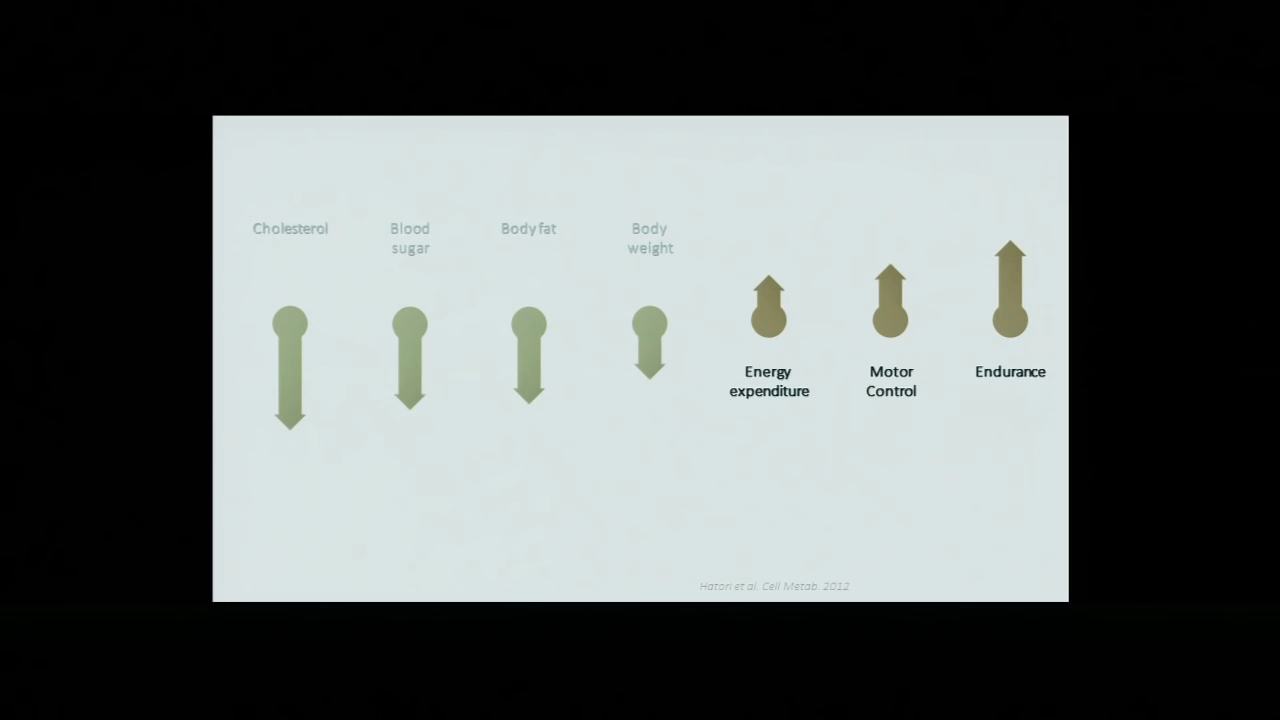 Cholesterol
Blood
sugar
Body fat
Body
weight
Energy
expenditure
Motor
Control
Endurance
Hatori et al. Cell Metab. 2012